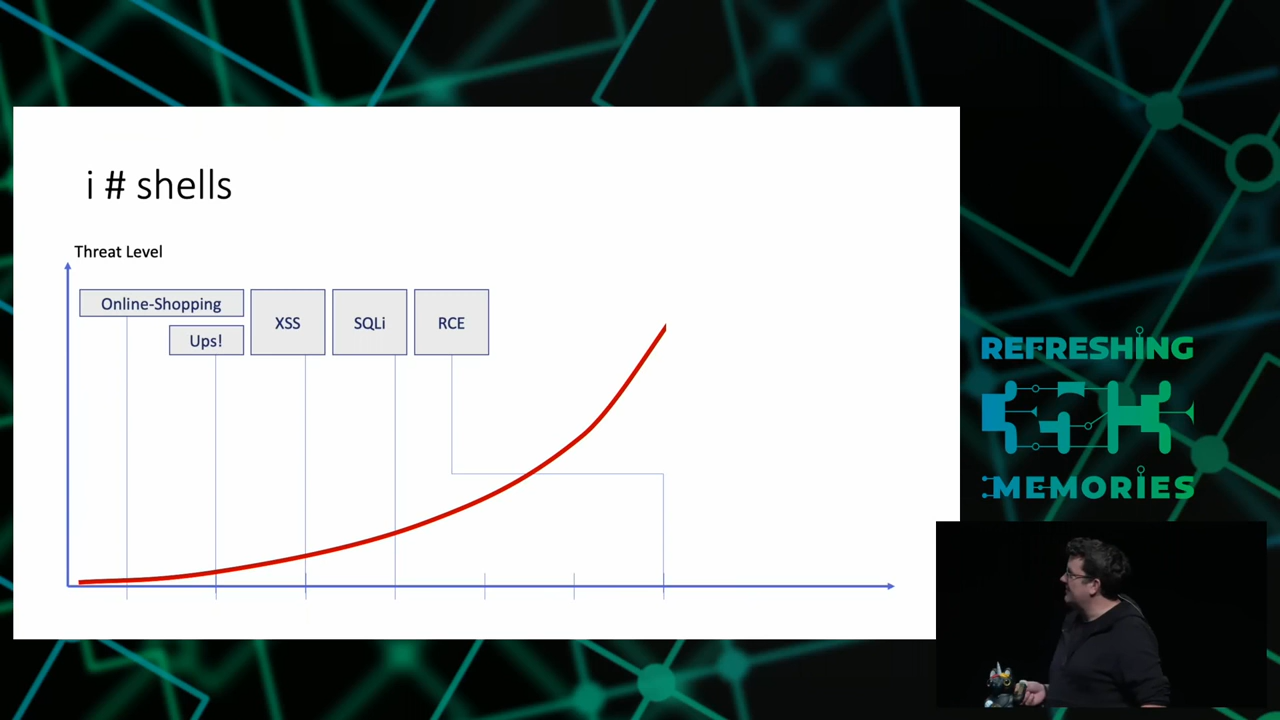 i # shells
Threat Level
Online-Shopping
Ups!
XSS
SQLi
RCE
REFRESHING
MEMORIES